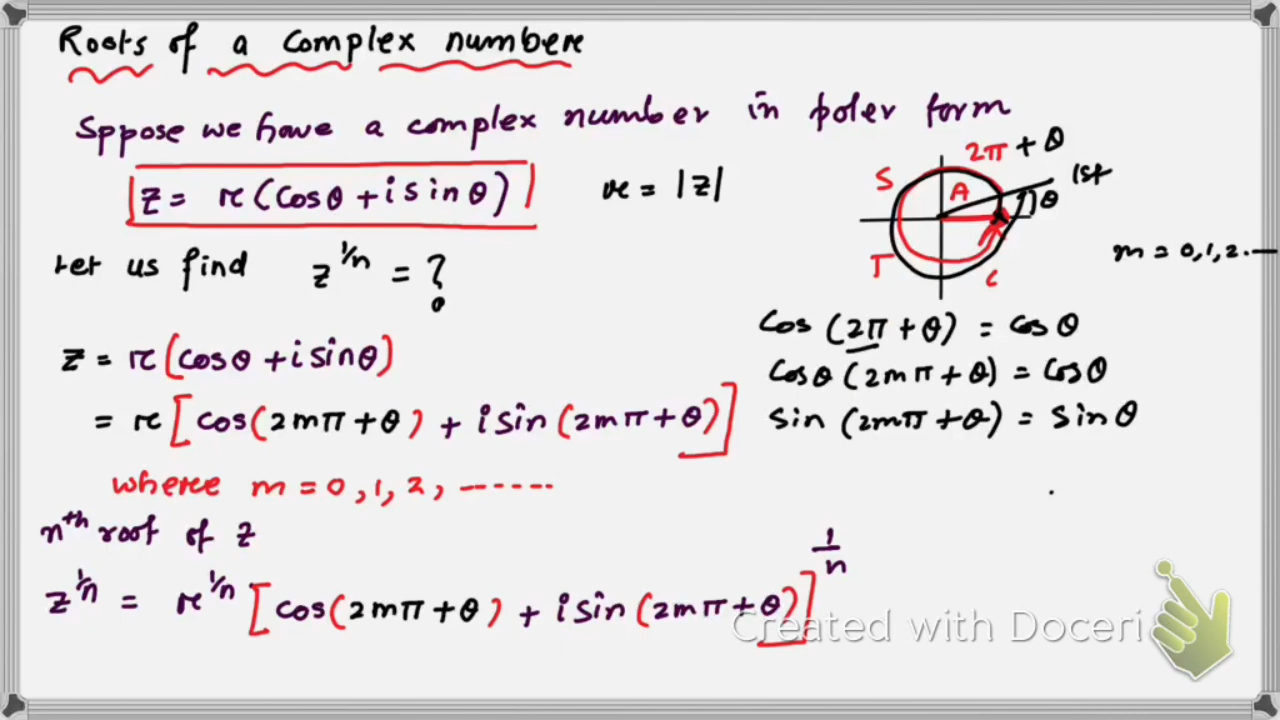 Roots of a complex number
Sppose we have a complex number in poler form
z = r(cosθ + i sinθ)
r = |z|
2π + θ
S
A
1st
θ
T
C
m = 0, 1, 2 ·—
Let us find z^1/n = ?
cos (2π + θ) = cosθ
z = r(cosθ + i sinθ)
cosθ (2mπ + θ) = cosθ
= r[cos(2mπ + θ) + i sin(2mπ + θ)]
sin (2mπ + θ) = sinθ
where m = 0, 1, 2, -------
n^th root of z
z^1/n = r^1/n [cos(2mπ + θ) + i sin(2mπ + θ)]^1/n
Created with Doceri